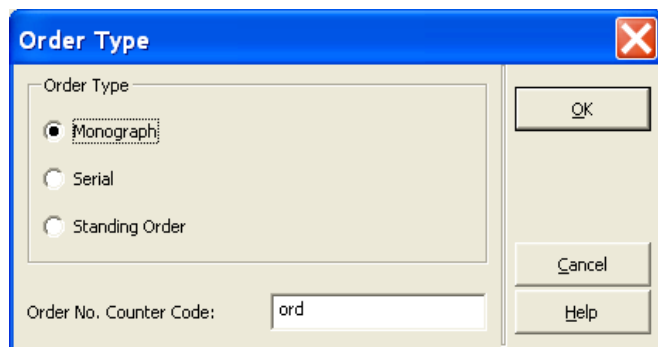 Order Type
Order Type
Monograph
OK
Serial
Standing Order
Cancel
Order No. Counter Code: ord
Help